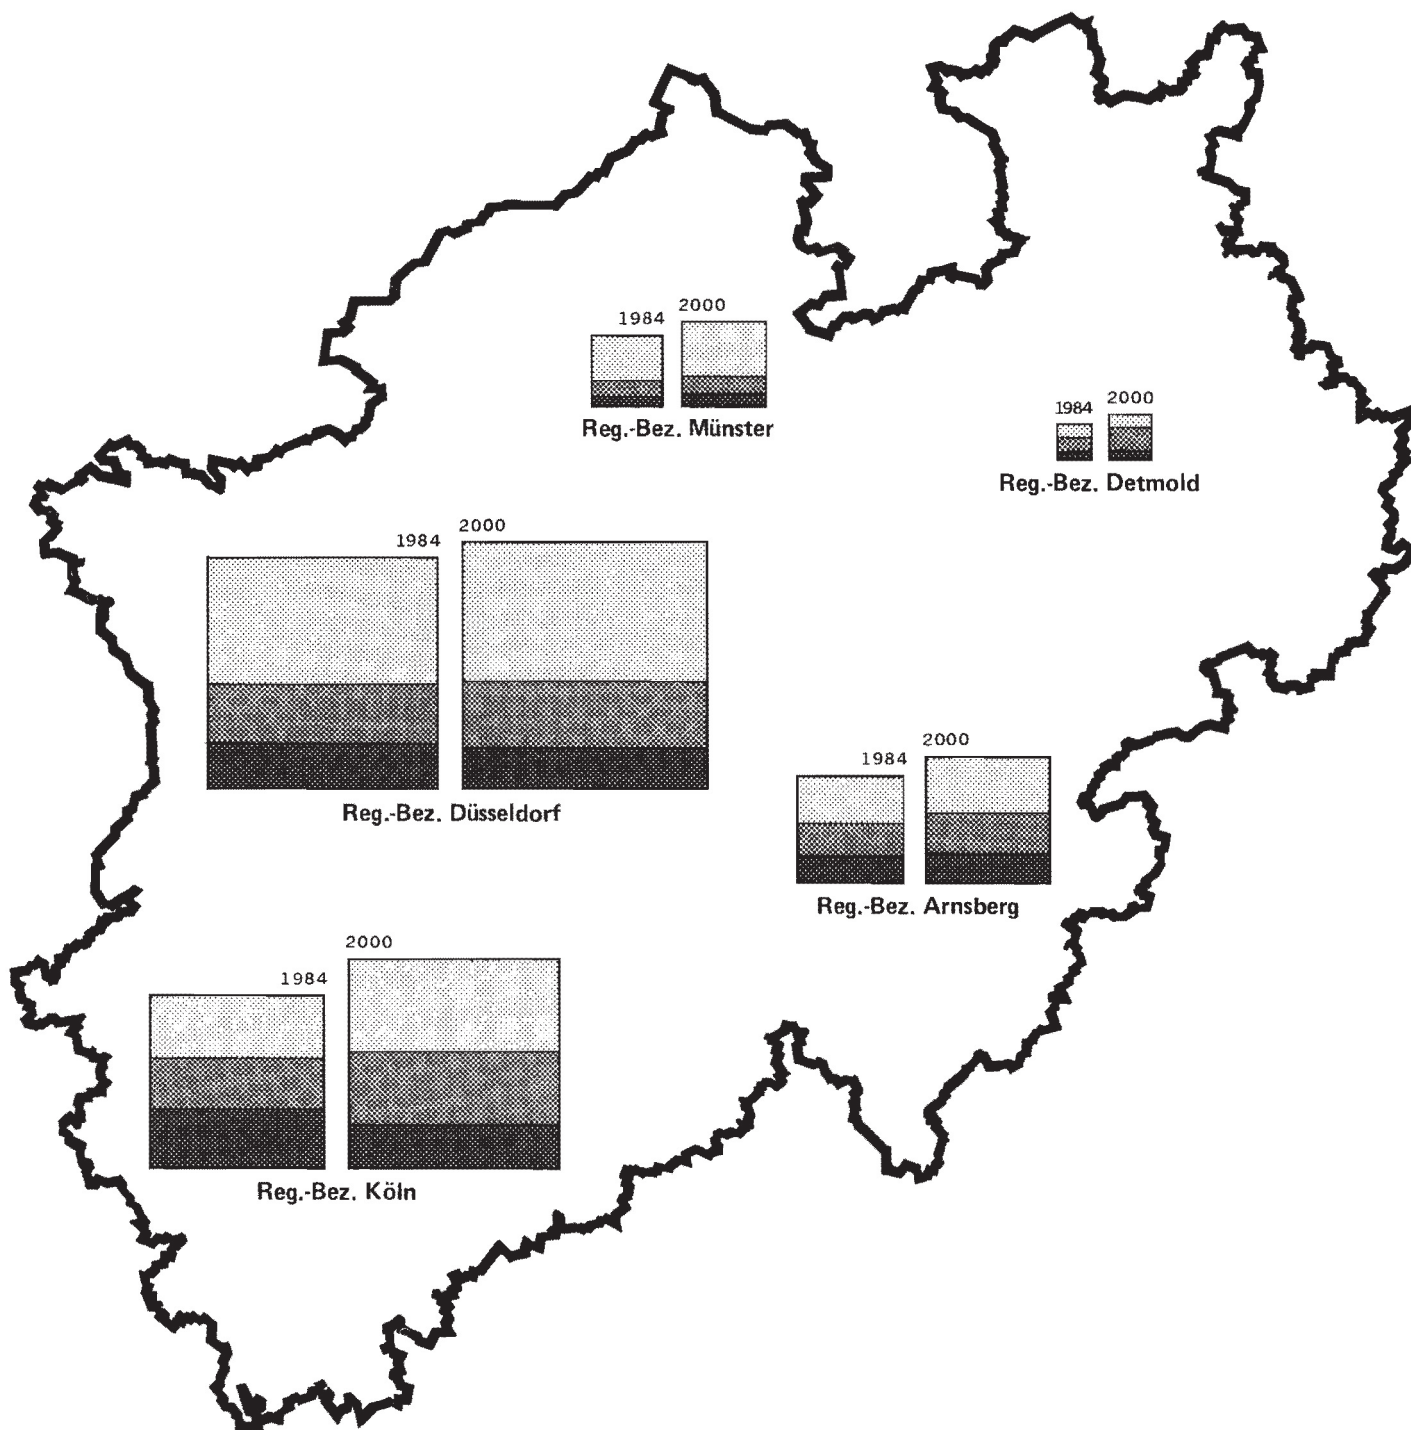 1984 2000
Reg.-Bez. Münster
1984 2000
Reg.-Bez. Detmold
1984 2000
Reg.-Bez. Düsseldorf
1984 2000
Reg.-Bez. Arnsberg
1984 2000
Reg.-Bez. Köln